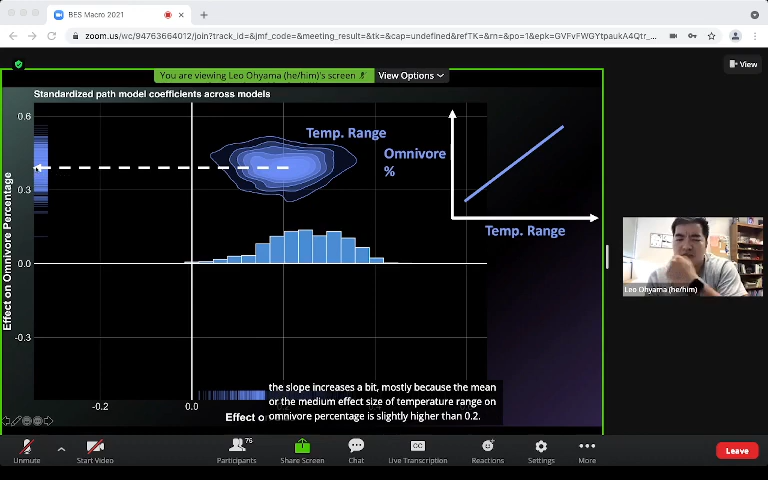 BES Macro 2021
zoom.us/wc/94763664012/join?track_id=&jmf_code=&meeting_result=&tk=&cap=undefined&refTK=&rn=&po=1&epk=GVFvFWGYtpaukA4Qtr_...
You are viewing Leo Ohyama (he/him)'s screen
View Options
View
Standardized path model coefficients across models
0.6
0.3
0.0
-0.3
Effect on Omnivore Percentage
Temp. Range
Omnivore
%
Temp. Range
Leo Ohyama (he/him)
the slope increases a bit, mostly because the mean
or the medium effect size of temperature range on
omnivore percentage is slightly higher than 0.2.
-0.2
0.0
Effect o
Unmute
Start Video
75
Participants
Share Screen
Chat
CC
Live Transcription
Reactions
Settings
More
Leave